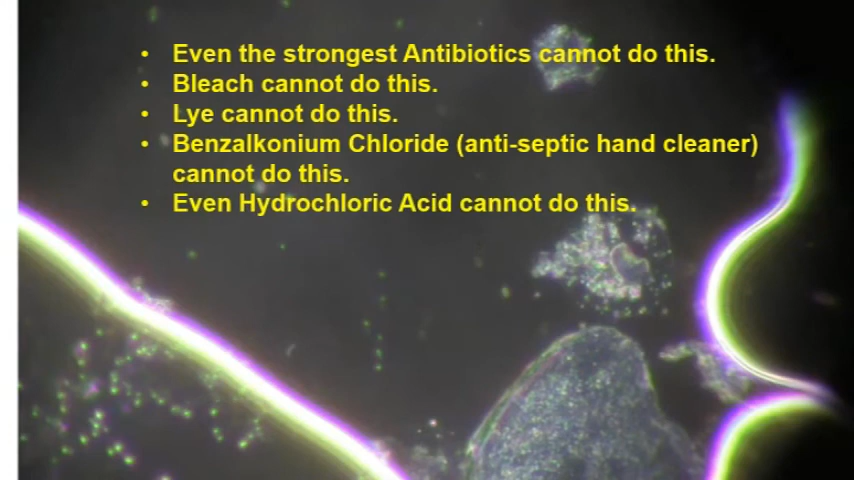 • Even the strongest Antibiotics cannot do this.
• Bleach cannot do this.
• Lye cannot do this.
• Benzalkonium Chloride (anti-septic hand cleaner)
cannot do this.
• Even Hydrochloric Acid cannot do this.